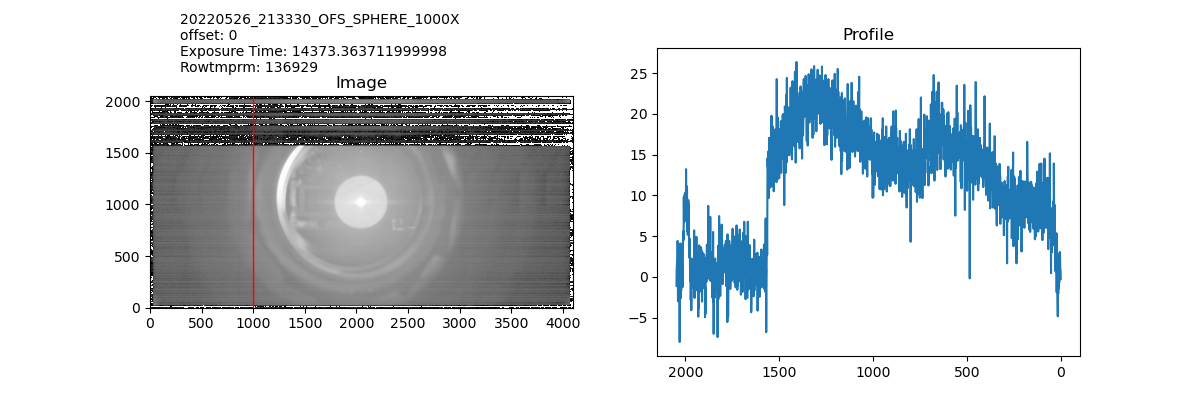 20220526_213330_OFS_SPHERE_1000X
offset: 0
Exposure Time: 14373.363711999998
Rowtmprm: 136929
Image
2000
1500
1000
500
0
0 500 1000 1500 2000 2500 3000 3500 4000
Profile
25
20
15
10
5
0
−5
2000 1500 1000 500 0